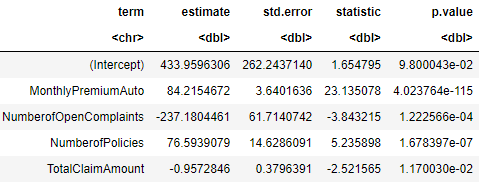 term estimate std.error statistic p.value
<chr> <dbl> <dbl> <dbl> <dbl>
(Intercept) 433.9596306 262.2437140 1.654795 9.800043e-02
MonthlyPremiumAuto 84.2154672 3.6401636 23.135078 4.023764e-115
NumberofOpenComplaints -237.1804461 61.7140742 -3.843215 1.222566e-04
NumberofPolicies 76.5939079 14.6286091 5.235898 1.678397e-07
TotalClaimAmount -0.9572846 0.3796391 -2.521565 1.170030e-02